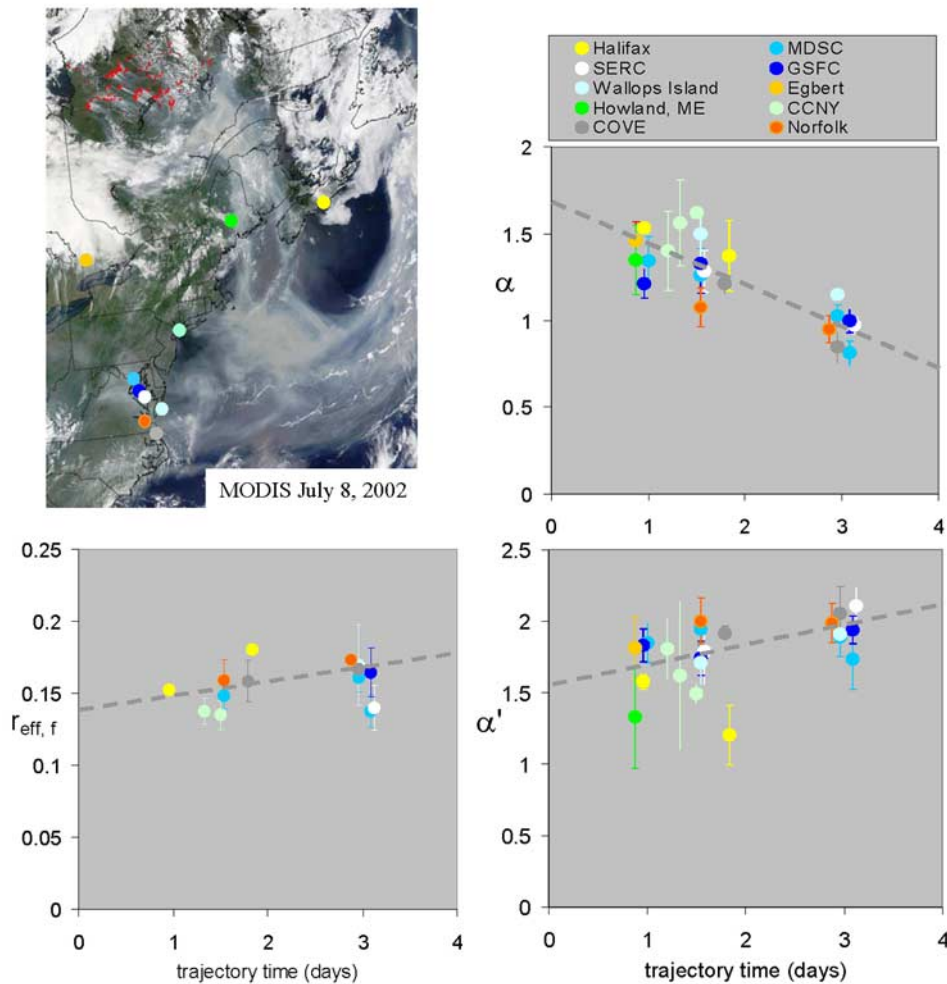 Halifax
MDSC
SERC
GSFC
Wallops Island
Egbert
Howland, ME
CCNY
COVE
Norfolk
MODIS July 8, 2002
2
1.5
α
1
0.5
0
0 1 2 3 4
0.25
0.2
0.15
r eff, f
0.1
0.05
0
0 1 2 3 4
trajectory time (days)
2.5
2
1.5
α'
1
0.5
0
0 1 2 3 4
trajectory time (days)